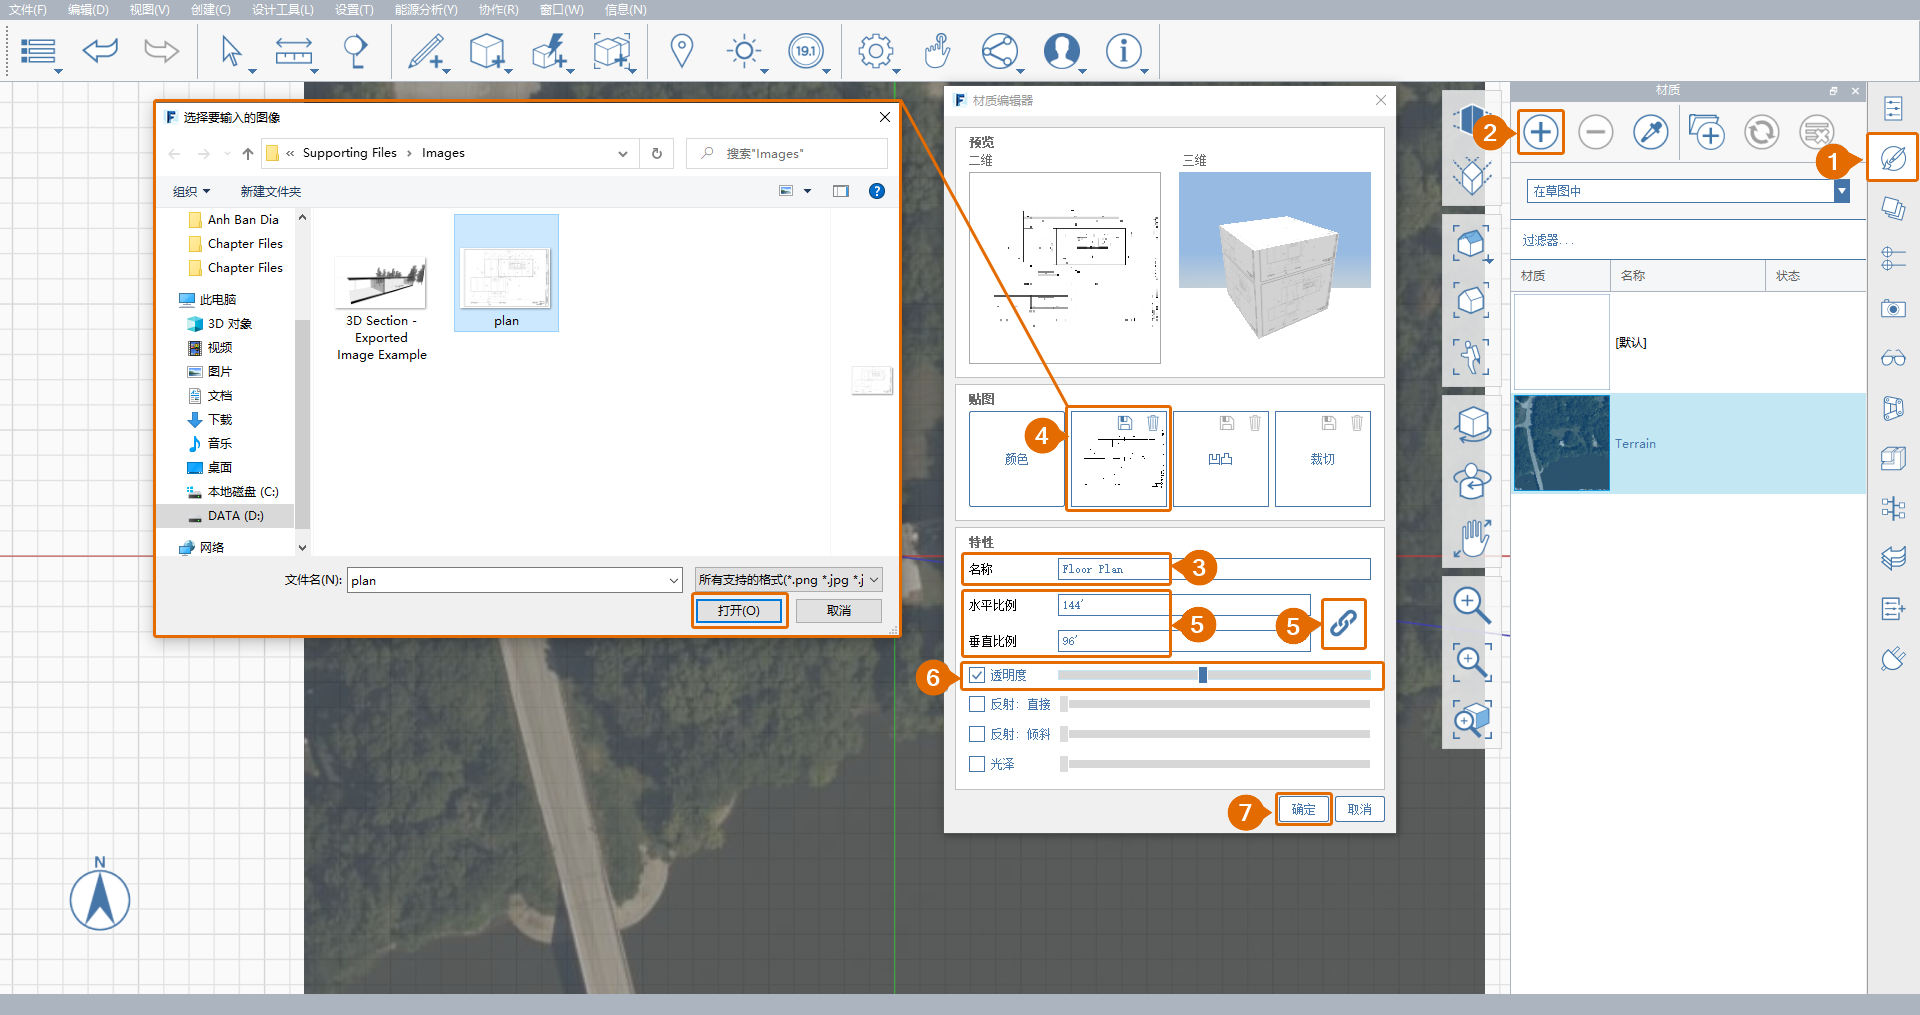 文件(F) 编辑(D) 视图(V) 创建(C) 设计工具(L) 设置(T) 能源分析(Y) 协作(R) 窗口(W) 信息(N)
19.1
选择要输入的图像
« Supporting Files › Images
搜索"Images"
组织 新建文件夹
Anh Ban Dia
Chapter Files
Chapter Files
此电脑
3D 对象
视频
图片
文档
下载
音乐
桌面
本地磁盘 (C:)
DATA (D:)
网络
3D Section -
Exported
Image Example
plan
文件名(N): plan
所有支持的格式(*.png *.jpg *.j
打开(O) 取消
材质编辑器
预览
二维 三维
贴图
颜色 凹凸 裁切
4
特性
名称 Floor Plan
3
水平比例 144'
垂直比例 96'
5
5
6
透明度
反射: 直接
反射: 倾斜
光泽
7
确定 取消
材质
2
1
在草图中
过滤器...
材质 名称 状态
[默认]
Terrain
N